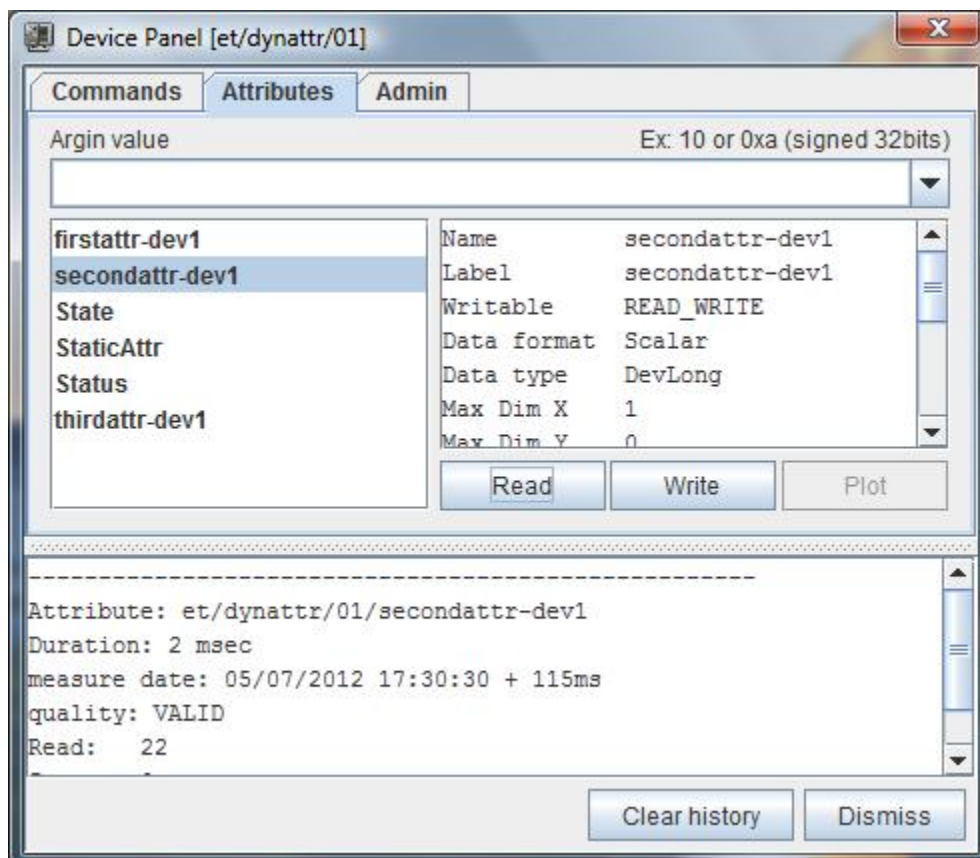 Device Panel [et/dynattr/01]
Commands Attributes Admin
Argin value Ex: 10 or 0xa (signed 32bits)
firstattr-dev1
secondattr-dev1
State
StaticAttr
Status
thirdattr-dev1
Name secondattr-dev1
Label secondattr-dev1
Writable READ_WRITE
Data format Scalar
Data type DevLong
Max Dim X 1
Max Dim Y 0
Read Write Plot
-----------------------------------------------------
Attribute: et/dynattr/01/secondattr-dev1
Duration: 2 msec
measure date: 05/07/2012 17:30:30 + 115ms
quality: VALID
Read: 22
Clear history Dismiss